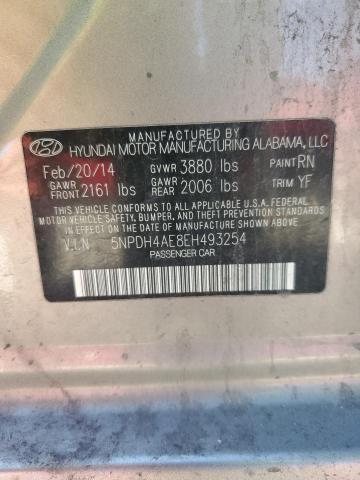 MANUFACTURED BY
HYUNDAI MOTOR MANUFACTURING ALABAMA, LLC
Feb/20/14 GVWR 3880 lbs PAINT RN
GAWR FRONT 2161 lbs GAWR REAR 2006 lbs TRIM YF
THIS VEHICLE CONFORMS TO ALL APPLICABLE U.S.A. FEDERAL
MOTOR VEHICLE SAFETY, BUMPER, AND THEFT PREVENTION
STANDARDS IN EFFECT ON THE DATE OF MANUFACTURE SHOWN ABOVE.
V.I.N 5NPDH4AE8EH493254
PASSENGER CAR